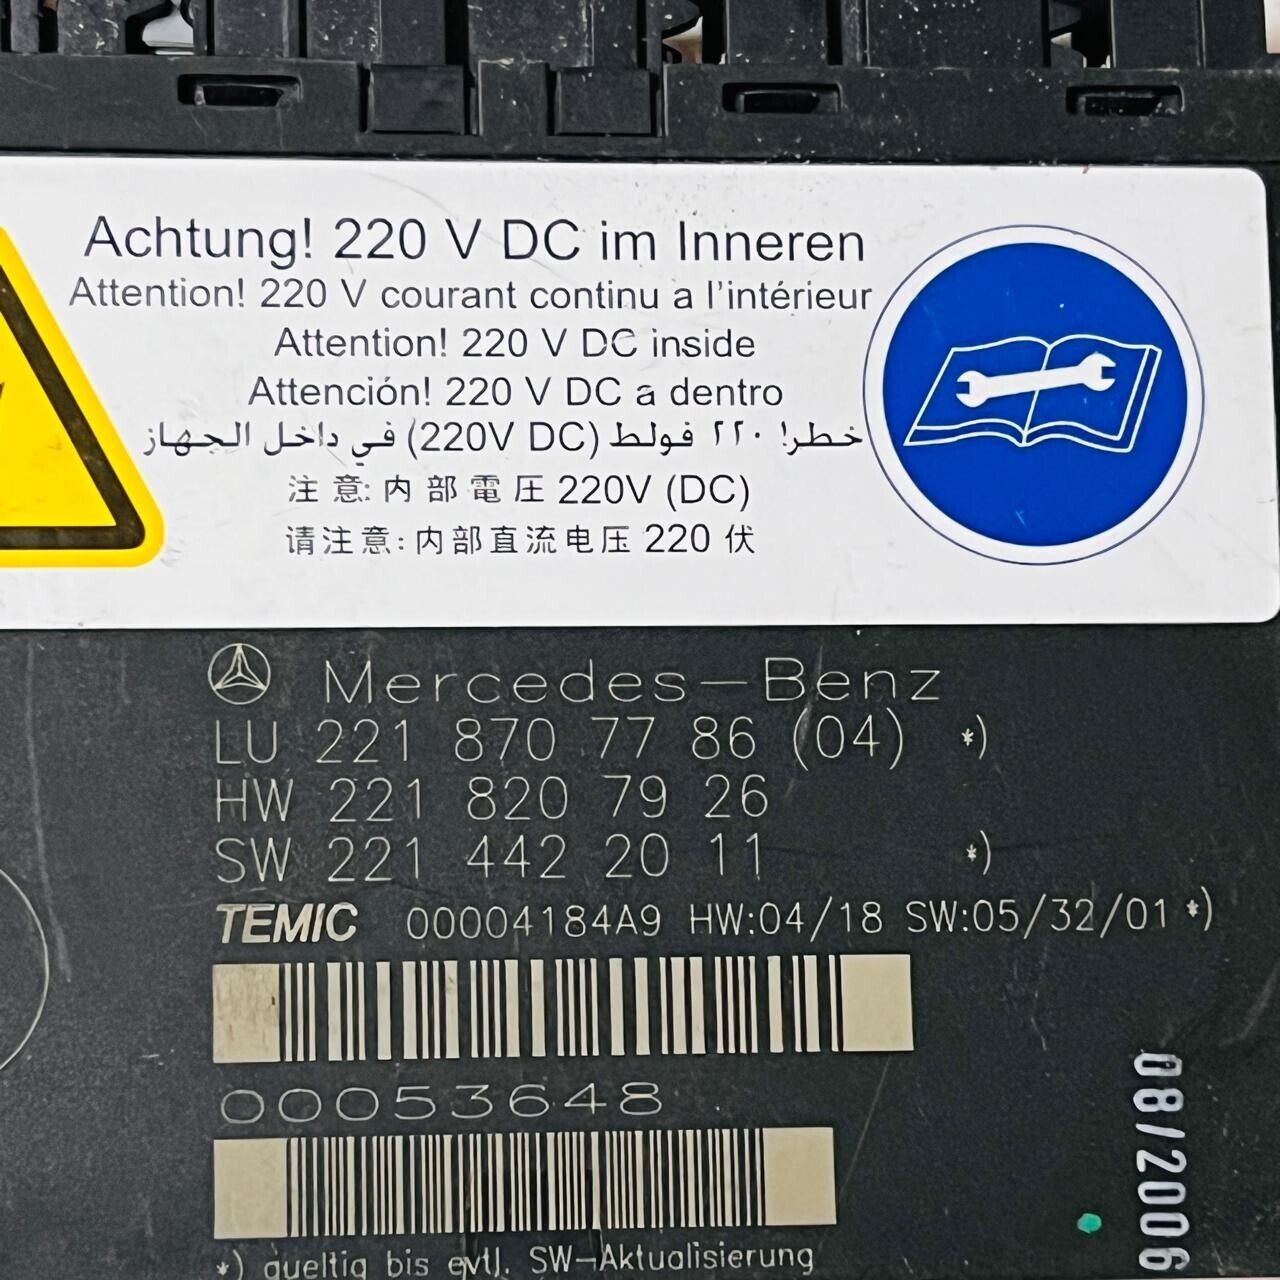 Achtung! 220 V DC im Inneren
Attention! 220 V courant continu a l'intérieur
Attention! 220 V DC inside
Attención! 220 V DC a dentro
خطر! ٢٢٠ فولط (220V DC) في داخل الجهاز
注意: 内部電圧 220V (DC)
请注意: 内部直流电压 220 伏
Mercedes-Benz
LU 221 870 77 86 (04) *)
HW 221 820 79 26
SW 221 442 20 11 *)
TEMIC 00004184A9 HW:04/18 SW:05/32/01 *)
00053648
08/2006
*) gueltig bis evtl. SW-Aktualisierung